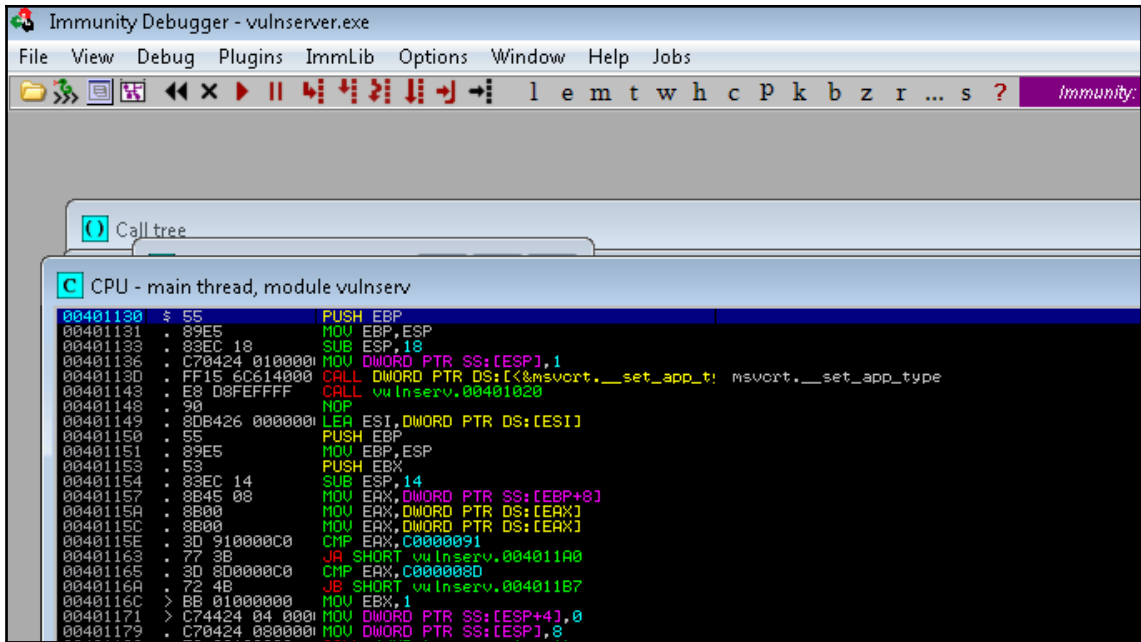 Immunity Debugger - vulnserver.exe
File View Debug Plugins ImmLib Options Window Help Jobs
l e m t w h c P k b z r ... s ? Immunity:
Call tree
C CPU - main thread, module vulnserv
00401130 $ 55 PUSH EBP
00401131 . 89E5 MOV EBP,ESP
00401133 . 83EC 18 SUB ESP,18
00401136 . C70424 010000 MOV DWORD PTR SS:[ESP],1
0040113D . FF15 6C614000 CALL DWORD PTR DS:[<&msvcrt.__set_app_t msvcrt.__set_app_type
00401143 . E8 D8FEFFFF CALL vulnserv.00401020
00401148 . 90 NOP
00401149 . 8DB426 000000 LEA ESI,DWORD PTR DS:[ESI]
00401150 . 55 PUSH EBP
00401151 . 89E5 MOV EBP,ESP
00401153 . 53 PUSH EBX
00401154 . 83EC 14 SUB ESP,14
00401157 . 8B45 08 MOV EAX,DWORD PTR SS:[EBP+8]
0040115A . 8B00 MOV EAX,DWORD PTR DS:[EAX]
0040115C . 8B00 MOV EAX,DWORD PTR DS:[EAX]
0040115E . 3D 910000C0 CMP EAX,C0000091
00401163 . 77 3B JA SHORT vulnserv.004011A0
00401165 . 3D 8D0000C0 CMP EAX,C000008D
0040116A . 72 4B JB SHORT vulnserv.004011B7
0040116C > BB 01000000 MOV EBX,1
00401171 > C74424 04 000 MOV DWORD PTR SS:[ESP+4],0
00401179 . C70424 080000 MOV DWORD PTR SS:[ESP],8